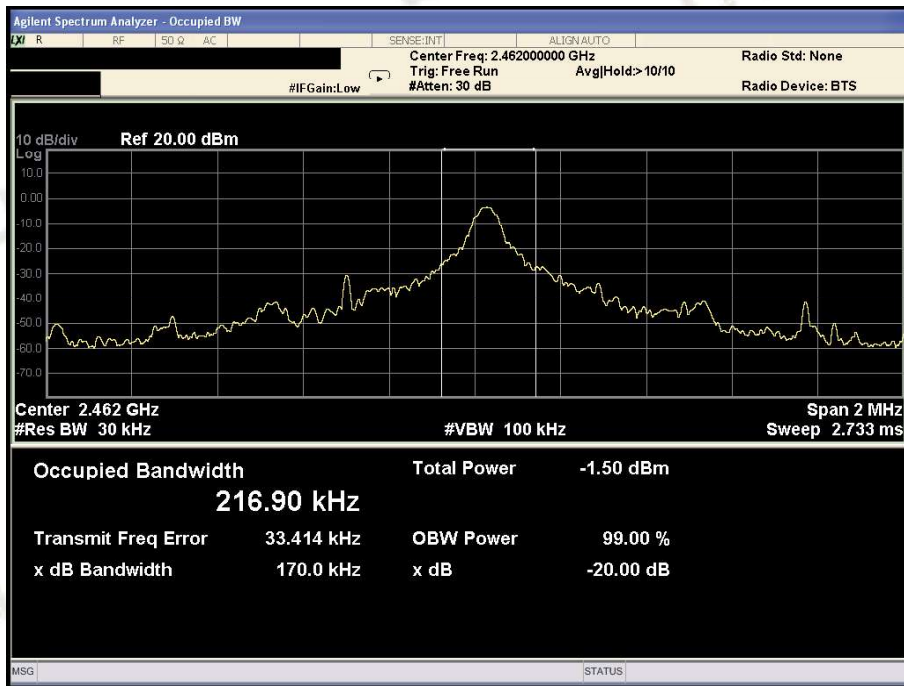 Agilent Spectrum Analyzer - Occupied BW
LXI R RF 50 Ω AC SENSE:INT ALIGN AUTO
Center Freq: 2.462000000 GHz Radio Std: None
Trig: Free Run Avg|Hold:>10/10
#IFGain:Low #Atten: 30 dB Radio Device: BTS
10 dB/div Ref 20.00 dBm
Log
10.0
0.00
-10.0
-20.0
-30.0
-40.0
-50.0
-60.0
-70.0
Center 2.462 GHz Span 2 MHz
#Res BW 30 kHz #VBW 100 kHz Sweep 2.733 ms
Occupied Bandwidth Total Power -1.50 dBm
216.90 kHz
Transmit Freq Error 33.414 kHz OBW Power 99.00 %
x dB Bandwidth 170.0 kHz x dB -20.00 dB
MSG STATUS